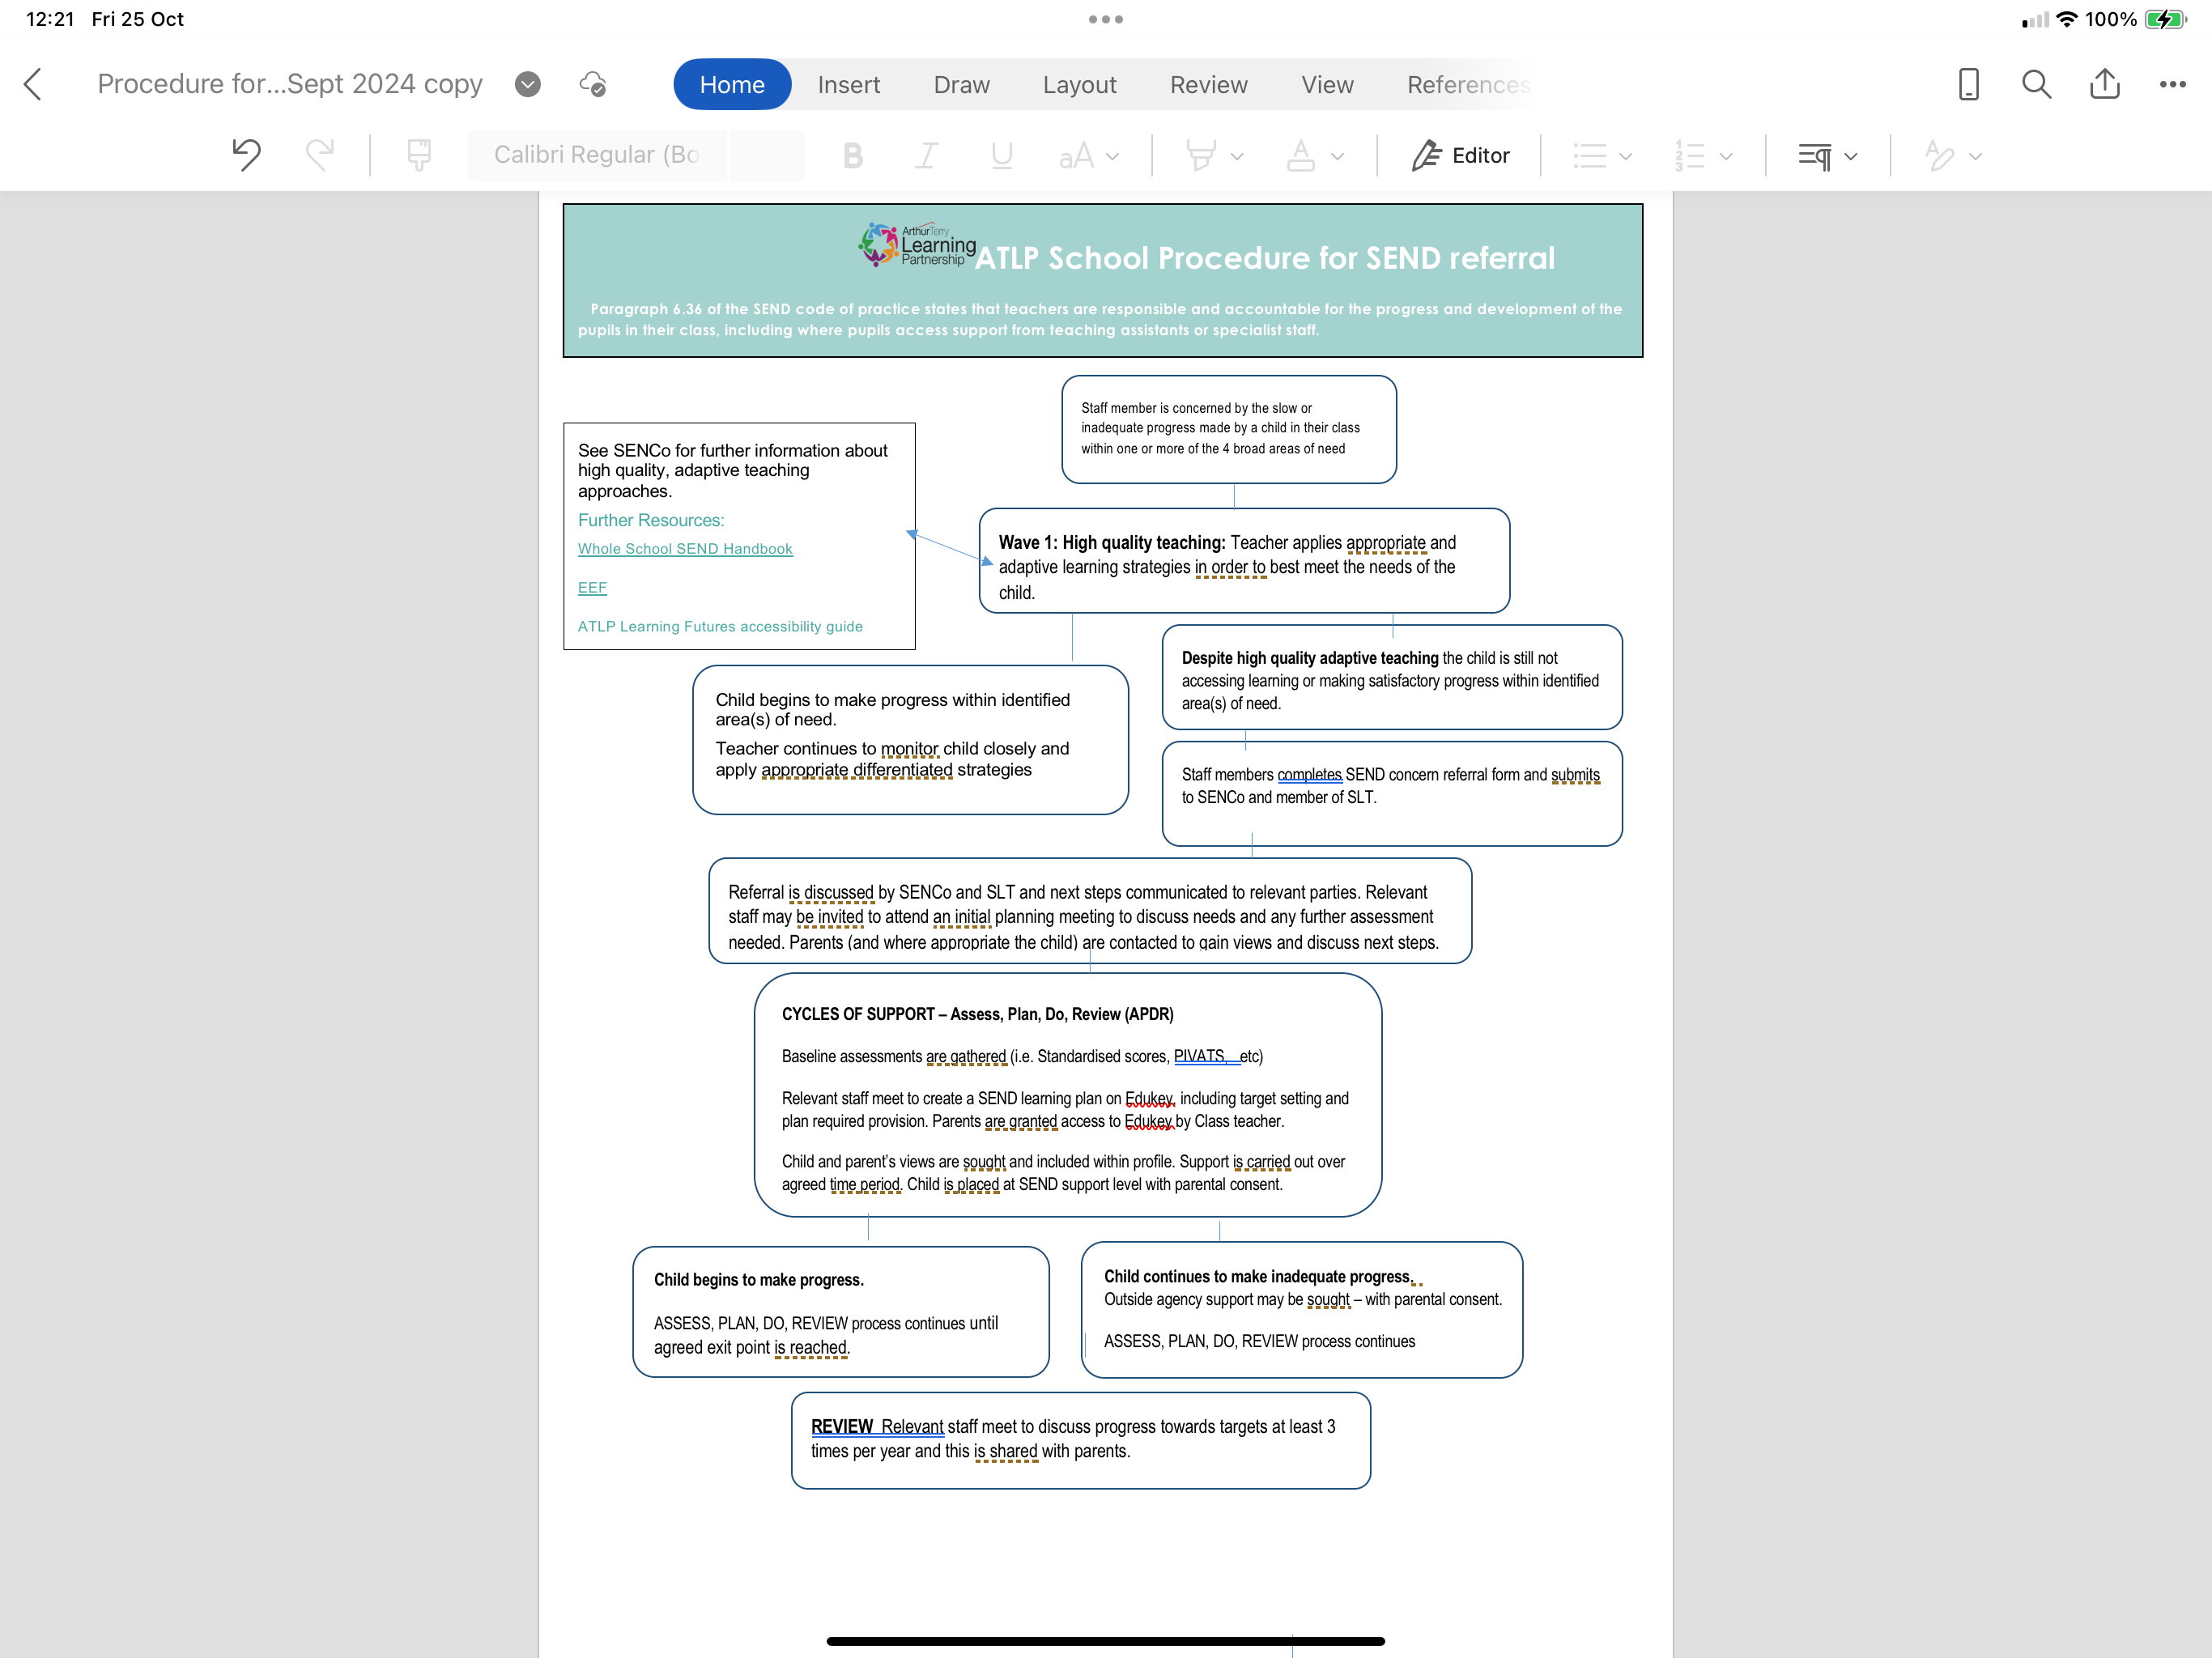 12:21 Fri 25 Oct
100%
Procedure for...Sept 2024 copy
Home Insert Draw Layout Review View References
Calibri Regular (Bo
B I U aA A Editor
ArthurTerry
Learning
Partnership
ATLP School Procedure for SEND referral
Paragraph 6.36 of the SEND code of practice states that teachers are responsible and accountable for the progress and development of the
pupils in their class, including where pupils access support from teaching assistants or specialist staff.
Staff member is concerned by the slow or
inadequate progress made by a child in their class
within one or more of the 4 broad areas of need
See SENCo for further information about
high quality, adaptive teaching
approaches.
Further Resources:
Whole School SEND Handbook
EEF
ATLP Learning Futures accessibility guide
Wave 1: High quality teaching: Teacher applies appropriate and
adaptive learning strategies in order to best meet the needs of the
child.
Despite high quality adaptive teaching the child is still not
accessing learning or making satisfactory progress within identified
area(s) of need.
Child begins to make progress within identified
area(s) of need.
Teacher continues to monitor child closely and
apply appropriate differentiated strategies
Staff members completes SEND concern referral form and submits
to SENCo and member of SLT.
Referral is discussed by SENCo and SLT and next steps communicated to relevant parties. Relevant
staff may be invited to attend an initial planning meeting to discuss needs and any further assessment
needed. Parents (and where appropriate the child) are contacted to gain views and discuss next steps.
CYCLES OF SUPPORT – Assess, Plan, Do, Review (APDR)
Baseline assessments are gathered (i.e. Standardised scores, PIVATS, etc)
Relevant staff meet to create a SEND learning plan on Edukey, including target setting and
plan required provision. Parents are granted access to Edukey by Class teacher.
Child and parent's views are sought and included within profile. Support is carried out over
agreed time period. Child is placed at SEND support level with parental consent.
Child begins to make progress.
ASSESS, PLAN, DO, REVIEW process continues until
agreed exit point is reached.
Child continues to make inadequate progress.
Outside agency support may be sought – with parental consent.
ASSESS, PLAN, DO, REVIEW process continues
REVIEW Relevant staff meet to discuss progress towards targets at least 3
times per year and this is shared with parents.